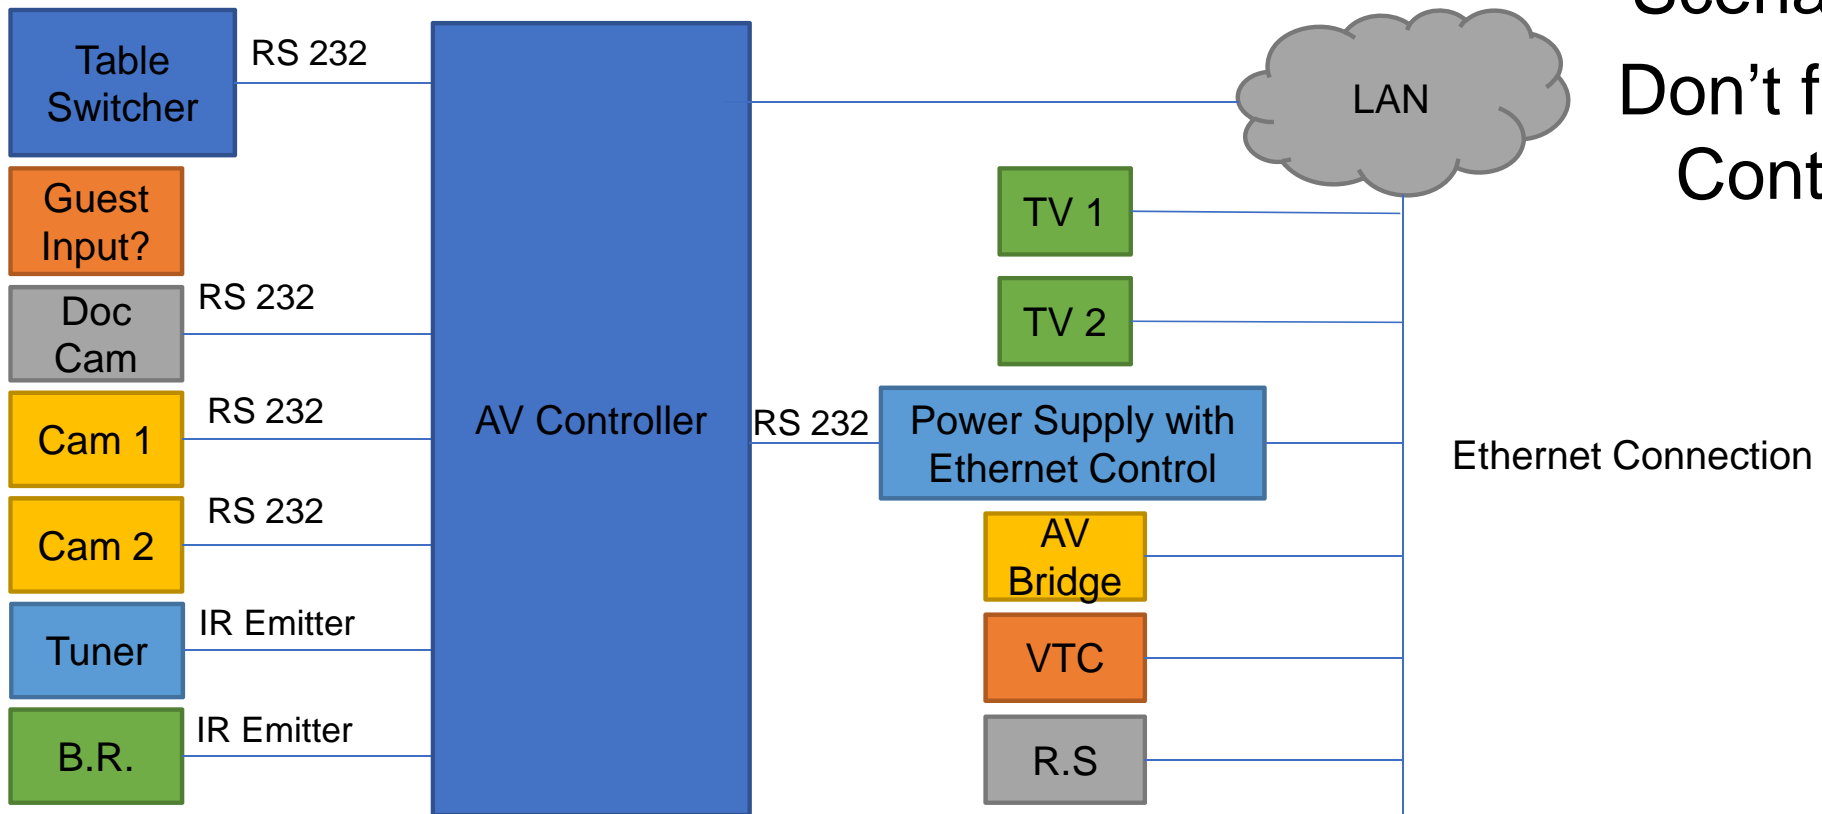 Table
Switcher
RS 232
Guest
Input?
Doc
Cam
RS 232
Cam 1
RS 232
Cam 2
RS 232
Tuner
IR Emitter
B.R.
IR Emitter
AV Controller
RS 232
LAN
TV 1
TV 2
Power Supply with
Ethernet Control
AV
Bridge
VTC
R.S
Ethernet Connection
Don’t